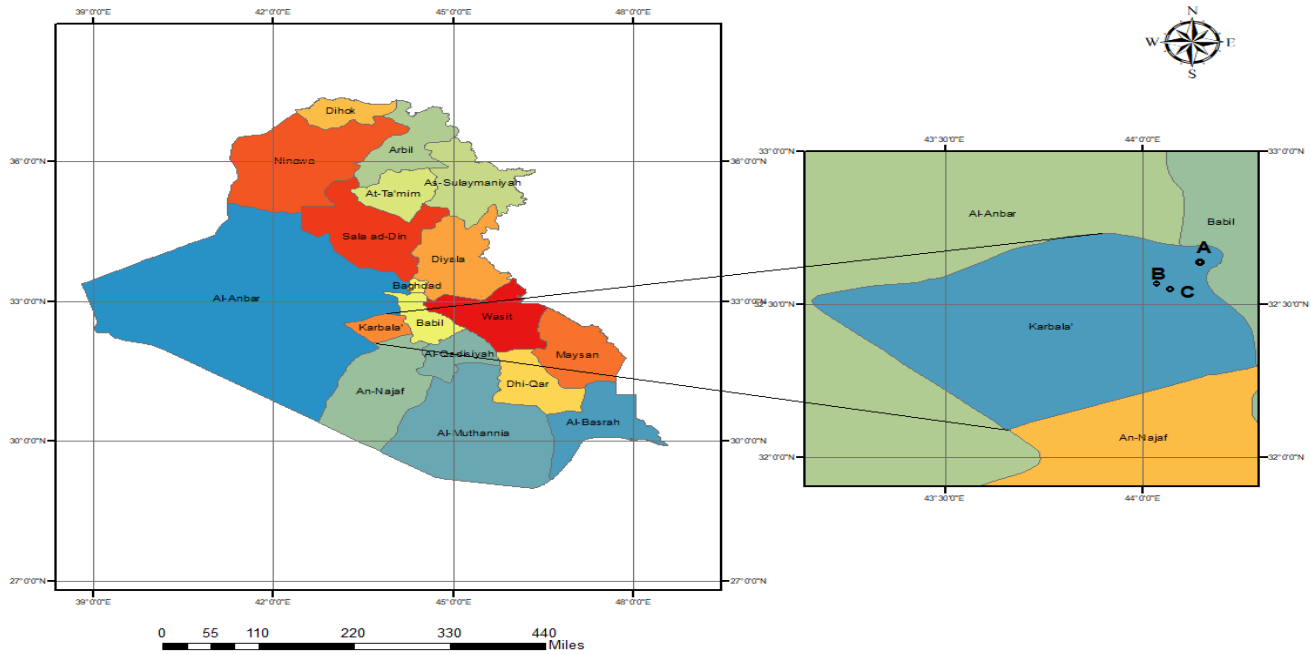 39°0'0"E
42°0'0"E
45°0'0"E
48°0'0"E
N
W
E
S
Dihok
Ninawa
Arbil
As-Sulaymaniyah
At-Ta'mim
Sala ad-Din
Diyala
Baghdad
Al-Anbar
Karbala'
Babil
Wasit
Al-Qadisiyah
Maysan
An-Najaf
Dhi-Qar
Al-Muthannia
Al-Basrah
36°0'0"N
36°0'0"N
33°0'0"N
33°0'0"N
30°0'0"N
30°0'0"N
27°0'0"N
27°0'0"N
39°0'0"E
42°0'0"E
45°0'0"E
48°0'0"E
0 55 110 220 330 440
Miles
43°30'0"E
44°0'0"E
33°0'0"N
33°0'0"N
Al-Anbar
Babil
A
B
C
32°30'0"N
32°30'0"N
Karbala'
An-Najaf
32°0'0"N
32°0'0"N
43°30'0"E
44°0'0"E